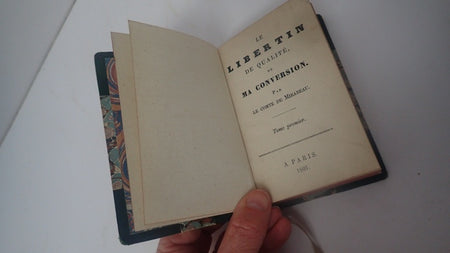 LE
LIBERTIN
DE QUALITÉ,
OU
MA CONVERSION.
PAR
LE COMTE DE MIRABEAU.
Tome premier.
A PARIS.
1801.